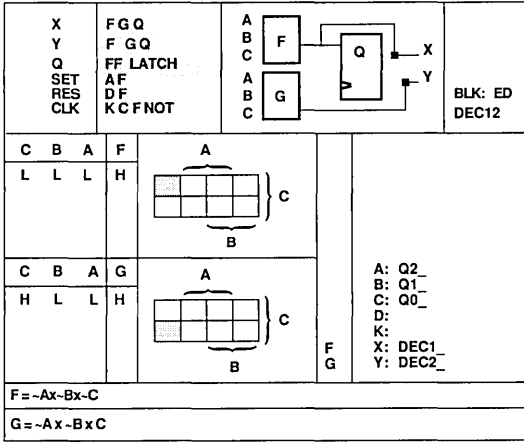 X F G Q
Y F G Q
Q FF LATCH
SET A F
RES D F
CLK K C F NOT
A
B
C
F
A
B
C
G
Q
X
Y
BLK: ED
DEC12
C B A F
L L L H
A
C
B
C B A G
H L L H
A
C
B
F
G
A: Q2_
B: Q1_
C: Q0_
D:
K:
X: DEC1_
Y: DEC2_
F=~Ax~Bx~C
G=~Ax~BxC